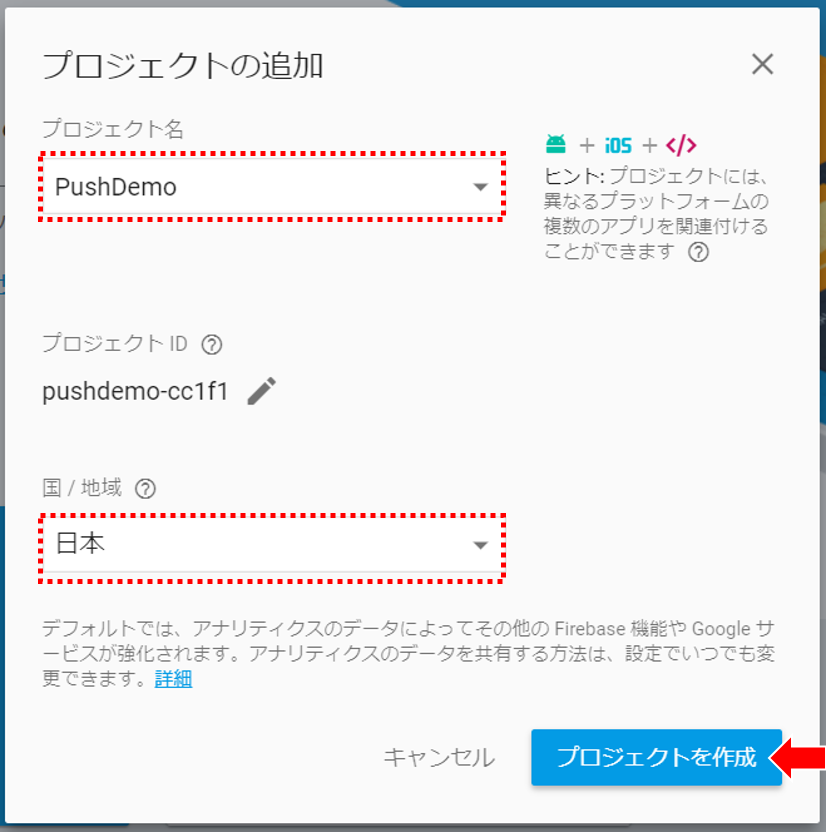 プロジェクトの追加
プロジェクト名
PushDemo
+ iOS + </>
ヒント: プロジェクトには、
異なるプラットフォームの
複数のアプリを関連付ける
ことができます ?
プロジェクト ID ?
pushdemo-cc1f1
国 / 地域 ?
日本
デフォルトでは、アナリティクスのデータによってその他の Firebase 機能や Google サ
ービスが強化されます。アナリティクスのデータを共有する方法は、設定でいつでも変
更できます。詳細
キャンセル
プロジェクトを作成